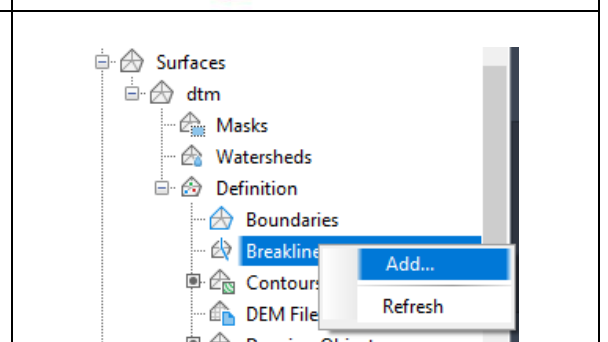 Surfaces
dtm
Masks
Watersheds
Definition
Boundaries
Breakline
Add...
Contours
Refresh
DEM File